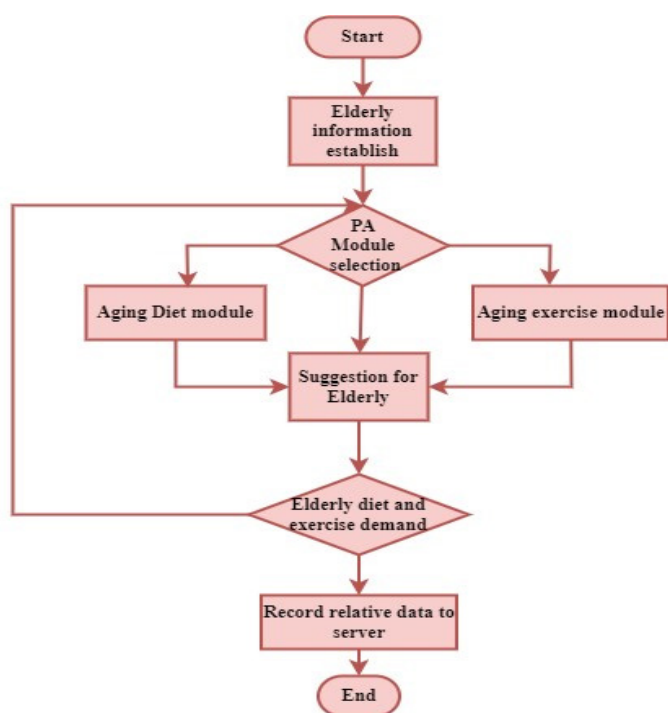 Start
Elderly
information
establish
PA
Module
selection
Aging Diet module
Aging exercise module
Suggestion for
Elderly
Elderly diet and
exercise demand
Record relative data to
server
End